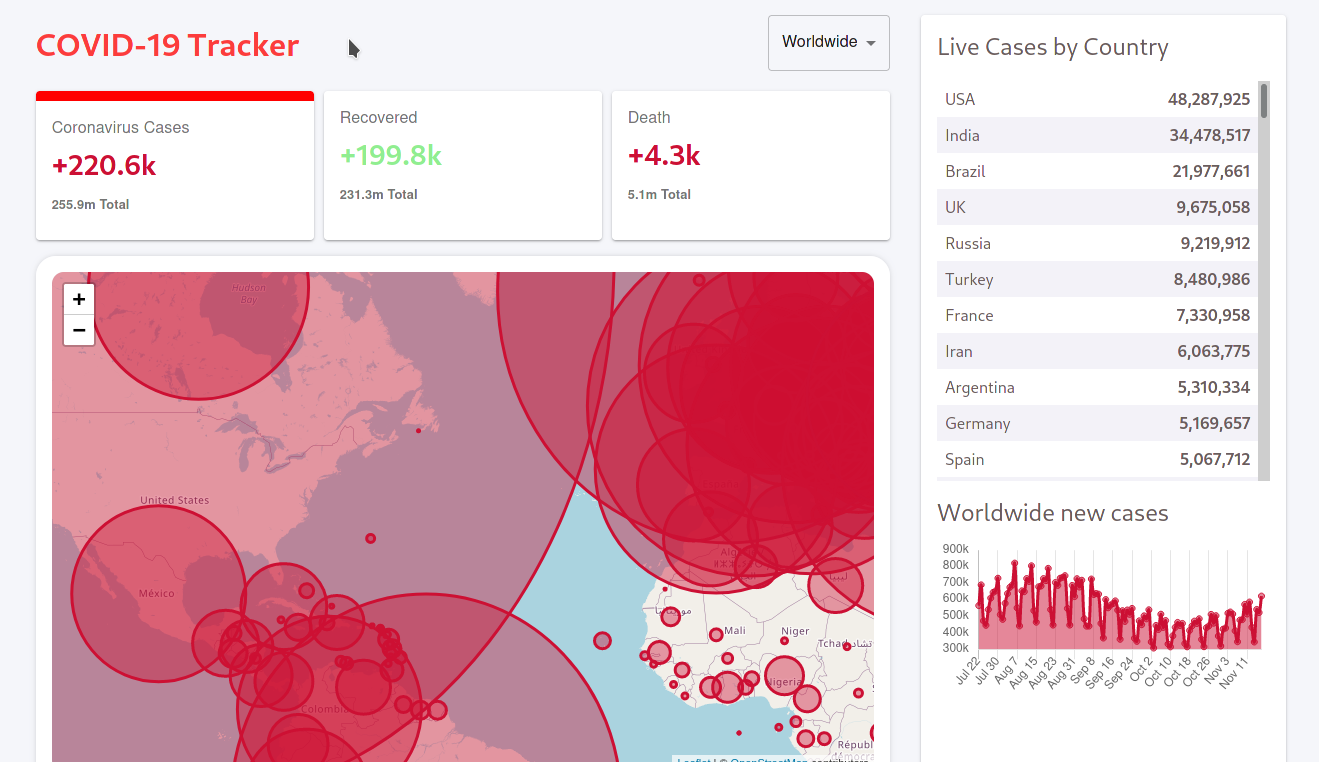 COVID-19 Tracker
Worldwide
Coronavirus Cases
+220.6k
255.9m Total
Recovered
+199.8k
231.3m Total
Death
+4.3k
5.1m Total
+
−
Hudson
Bay
United States
México
Colombia
Mali
Niger
Nigeria
ليبيا
Leaflet | © OpenStreetMap contributors
Live Cases by Country
USA 48,287,925
India 34,478,517
Brazil 21,977,661
UK 9,675,058
Russia 9,219,912
Turkey 8,480,986
France 7,330,958
Iran 6,063,775
Argentina 5,310,334
Germany 5,169,657
Spain 5,067,712
Worldwide new cases
900k
800k
700k
600k
500k
400k
300k
Jul 22
Jul 30
Aug 7
Aug 15
Aug 23
Aug 31
Sep 8
Sep 16
Sep 24
Oct 2
Oct 10
Oct 18
Oct 26
Nov 3
Nov 11